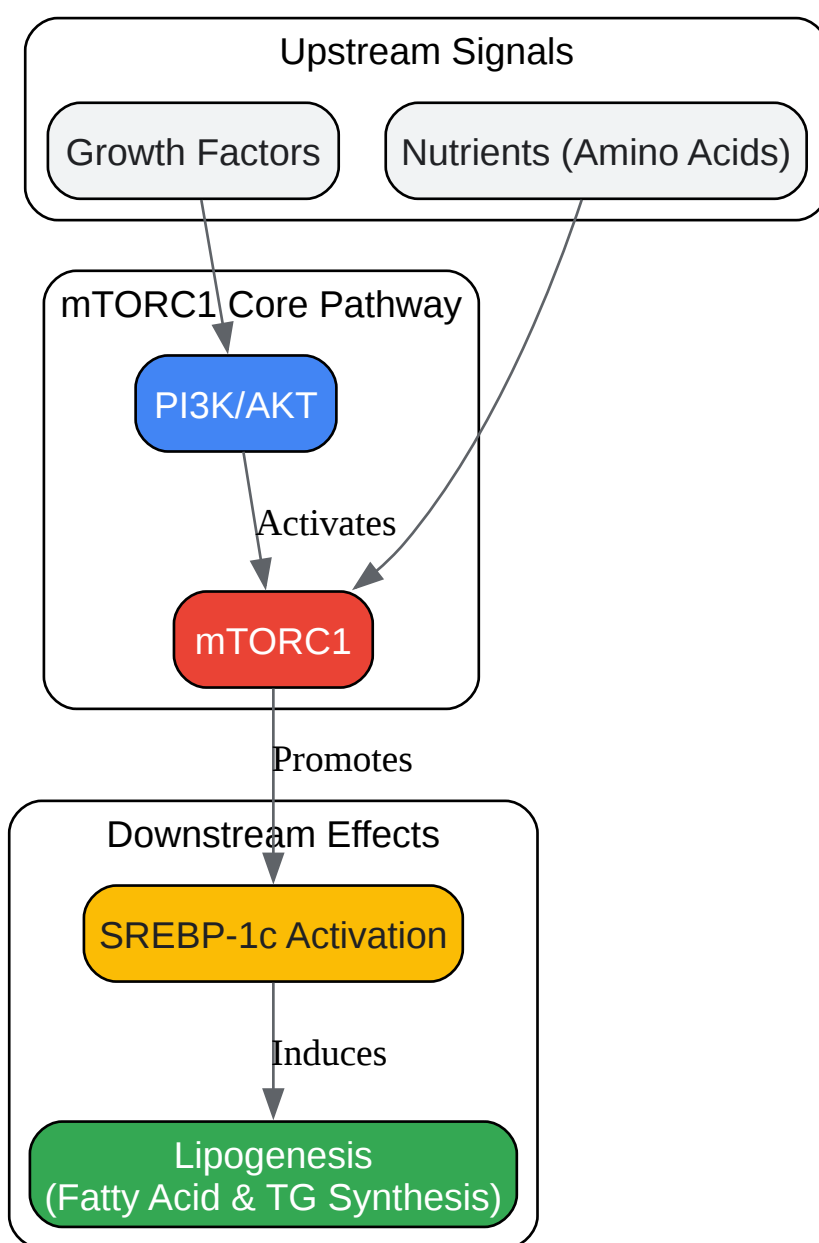 Upstream Signals
Growth Factors
Nutrients (Amino Acids)
mTORC1 Core Pathway
PI3K/AKT
Activates
mTORC1
Promotes
Downstream Effects
SREBP-1c Activation
Induces
Lipogenesis
(Fatty Acid & TG Synthesis)